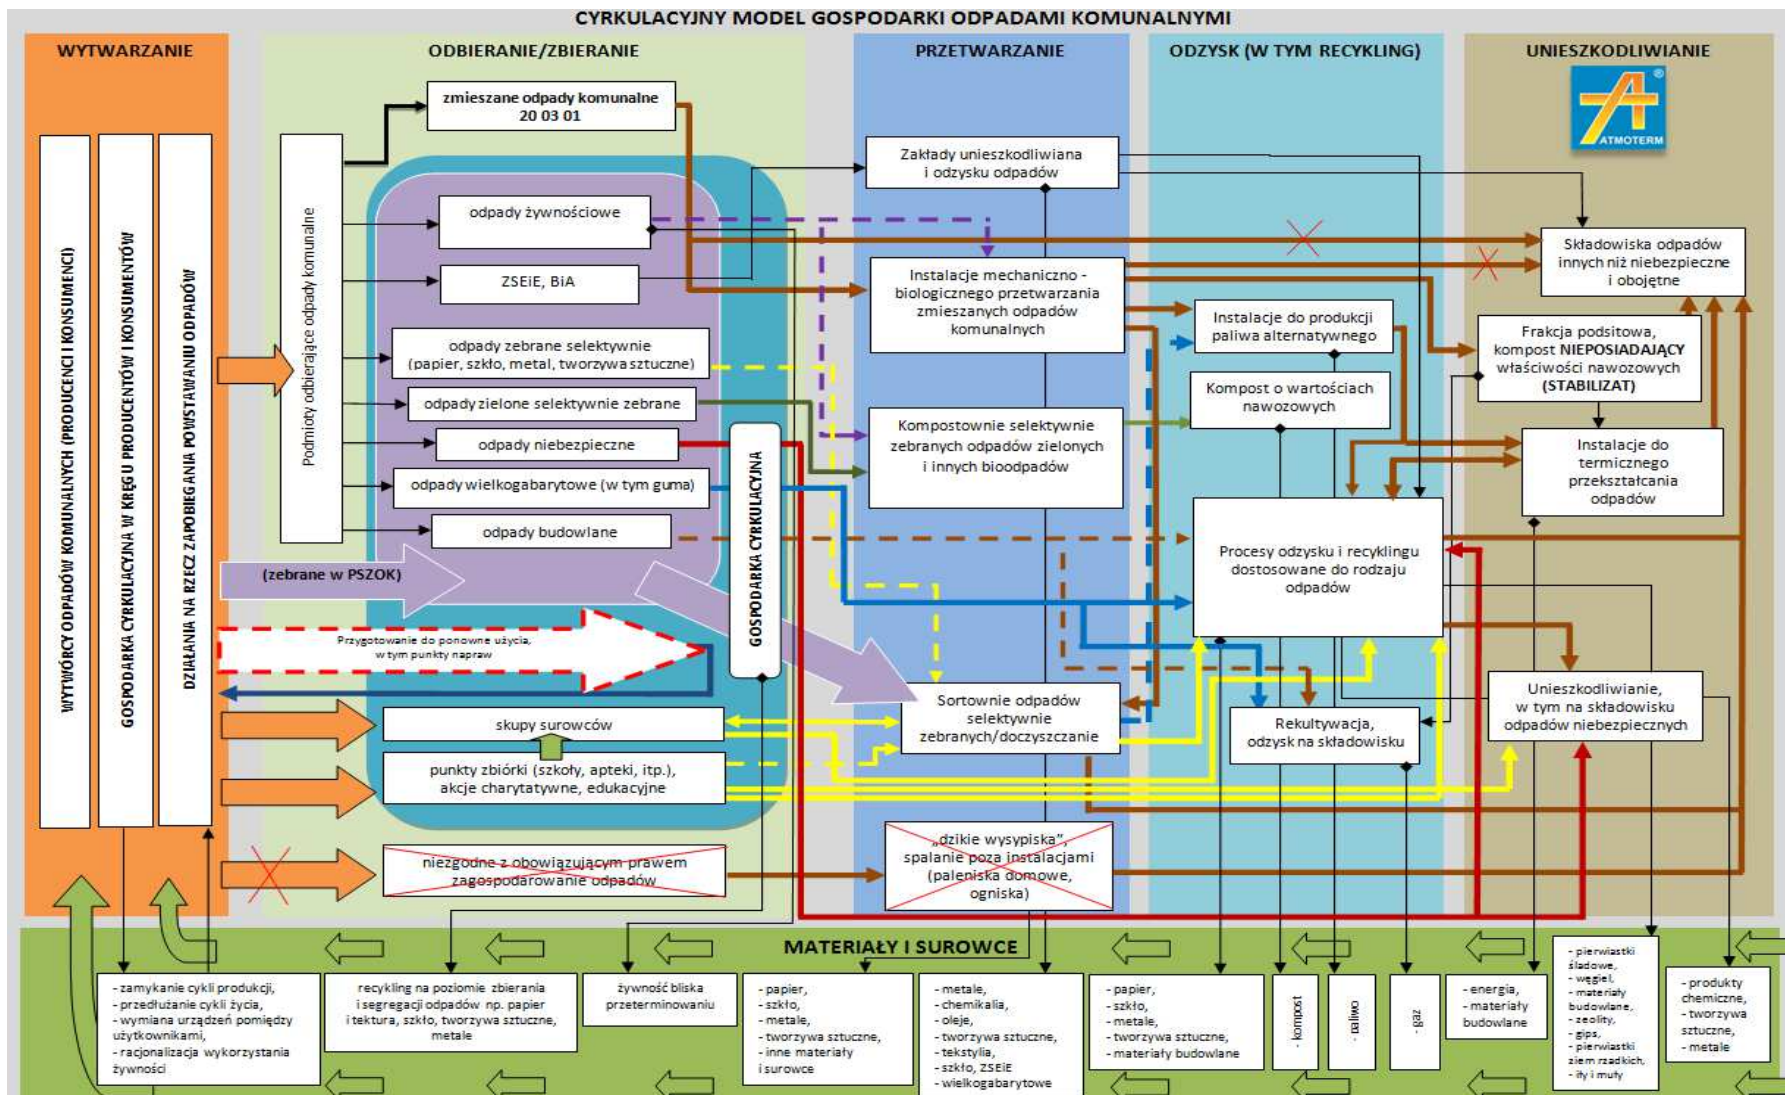 CYRKULACYJNY MODEL GOSPODARKI ODPADAMI KOMUNALNYMI
WYTWARZANIE
ODBIERANIE/ZBIERANIE
PRZETWARZANIE
ODZYSK (W TYM RECYKLING)
UNIESZKODLIWIANIE
ATMOTERM
®
WYTWÓRCY ODPADÓW KOMUNALNYCH (PRODUCENCI I KONSUMENCI)
GOSPODARKA CYRKULACYJNA W KRĘGU PRODUCENTÓW I KONSUMENTÓW
DZIAŁANIA NA RZECZ ZAPOBIEGANIA POWSTAWANIU ODPADÓW
Podmioty odbierające odpady komunalne
zmieszane odpady komunalne
20 03 01
odpady żywnościowe
ZSEiE, BiA
odpady zebrane selektywnie
(papier, szkło, metal, tworzywa sztuczne)
odpady zielone selektywnie zebrane
odpady niebezpieczne
odpady wielkogabarytowe (w tym guma)
odpady budowlane
(zebrane w PSZOK)
GOSPODARKA CYRKULACYJNA
Przygotowanie do ponowne użycia,
w tym punkty napraw
skupy surowców
punkty zbiórki (szkoły, apteki, itp.),
akcje charytatywne, edukacyjne
niezgodne z obowiązującym prawem
zagospodarowanie odpadów
Zakłady unieszkodliwiana
i odzysku odpadów
Instalacje mechaniczno -
biologicznego przetwarzania
zmieszanych odpadów
komunalnych
Kompostownie selektywnie
zebranych odpadów zielonych
i innych bioodpadów
Sortownie odpadów
selektywnie
zebranych/doczyszczanie
„dzikie wysypiska”,
spalanie poza instalacjami
(paleniska domowe,
ogniska)
Instalacje do produkcji
paliwa alternatywnego
Kompost o wartościach
nawozowych
Procesy odzysku i recyklingu
dostosowane do rodzaju
odpadów
Rekultywacja,
odzysk na składowisku
Składowiska odpadów
innych niż niebezpieczne
i obojętne
Frakcja podsitowa,
kompost NIEPOSIADAJĄCY
właściwości nawozowych
(STABILIZAT)
Instalacje do
termicznego
przekształcania
odpadów
Unieszkodliwianie,
w tym na składowisku
odpadów niebezpiecznych
MATERIAŁY I SUROWCE
- zamykanie cykli produkcji,
- przedłużanie cykli życia,
- wymiana urządzeń pomiędzy
użytkownikami,
- racjonalizacja wykorzystania
żywności
recykling na poziomie zbierania
i segregacji odpadów np. papier
i tektura, szkło, tworzywa sztuczne,
metale
żywność bliska
przeterminowaniu
- papier,
- szkło,
- metale,
- tworzywa sztuczne,
- inne materiały
i surowce
- metale,
- chemikalia,
- oleje,
- tworzywa sztuczne,
- tekstylia,
- szkło, ZSEiE
- wielkogabarytowe
- papier,
- szkło,
- metale,
- tworzywa sztuczne,
- materiały budowlane
- kompost
- paliwo
- gaz
- energia,
- materiały
budowlane
- pierwiastki
śladowe,
- węgiel,
- materiały
budowlane,
- zeolity,
- gips,
- pierwiastki
ziem rzadkich,
- iły i muły
- produkty
chemiczne,
- tworzywa
sztuczne,
- metale